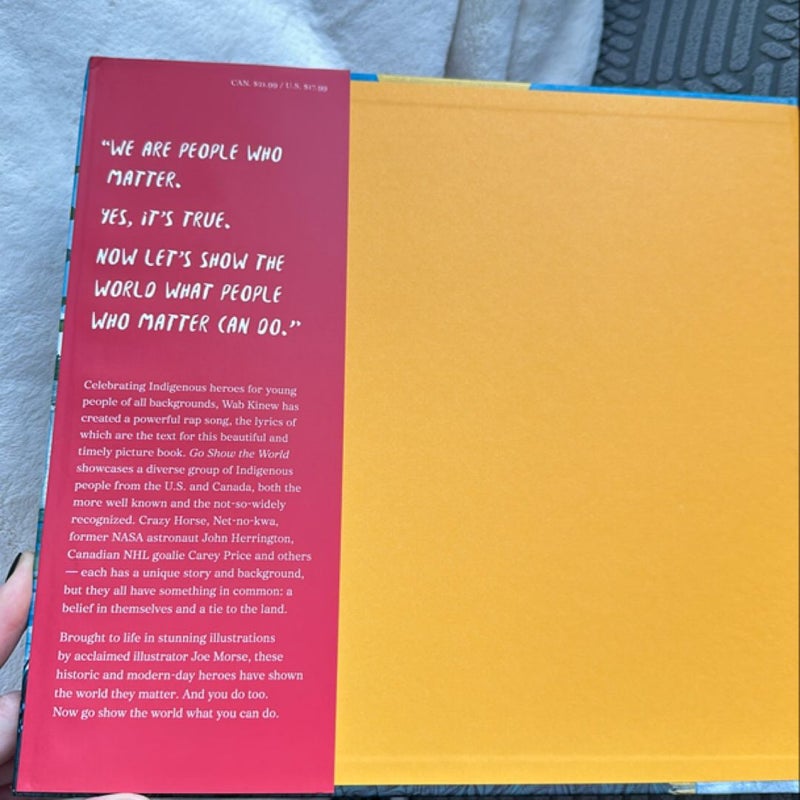 CAN. $21.99 / U.S. $17.99
“WE ARE PEOPLE WHO
MATTER.
YES, IT'S TRUE.
NOW LET'S SHOW THE
WORLD WHAT PEOPLE
WHO MATTER CAN DO.”
Celebrating Indigenous heroes for young
people of all backgrounds, Wab Kinew has
created a powerful rap song, the lyrics of
which are the text for this beautiful and
timely picture book. Go Show the World
showcases a diverse group of Indigenous
people from the U.S. and Canada, both the
more well known and the not-so-widely
recognized. Crazy Horse, Net-no-kwa,
former NASA astronaut John Herrington,
Canadian NHL goalie Carey Price and others
— each has a unique story and background,
but they all have something in common: a
belief in themselves and a tie to the land.
Brought to life in stunning illustrations
by acclaimed illustrator Joe Morse, these
historic and modern-day heroes have shown
the world they matter. And you do too.
Now go show the world what you can do.